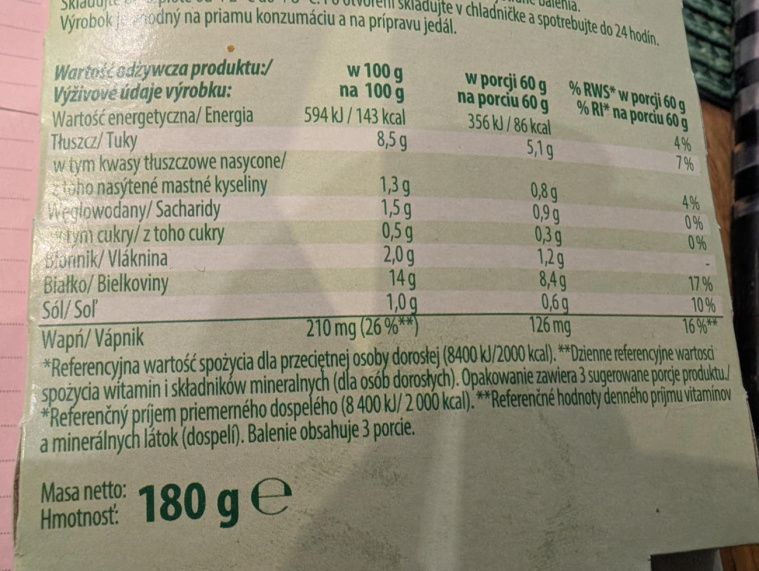 skladujte v chladničke a spotrebujte do 24 hodín.
Výrobok je vhodný na priamu konzumáciu a na prípravu jedál.
Wartość odżywcza produktu:/ w 100 g w porcji 60 g % RWS* w porcji 60 g
Výživové údaje výrobku: na 100 g na porciu 60 g % RI* na porciu 60 g
Wartość energetyczna/ Energia 594 kJ / 143 kcal 356 kJ / 86 kcal 4%
Tłuszcz/ Tuky 8,5 g 5,1 g 7%
w tym kwasy tłuszczowe nasycone/
z toho nasýtené mastné kyseliny 1,3 g 0,8 g 4%
Węglowodany/ Sacharidy 1,5 g 0,9 g 0%
w tym cukry/ z toho cukry 0,5 g 0,3 g 0%
Błonnik/ Vláknina 2,0 g 1,2 g -
Białko/ Bielkoviny 14 g 8,4 g 17%
Sól/ Soľ 1,0 g 0,6 g 10%
Wapń/ Vápnik 210 mg (26 %**) 126 mg 16 %**
*Referencyjna wartość spożycia dla przeciętnej osoby dorosłej (8400 kJ/2000 kcal). **Dzienne referencyjne wartości
spożycia witamin i składników mineralnych (dla osób dorosłych). Opakowanie zawiera 3 sugerowane porcje produktu./
*Referenčný príjem priemerného dospelého (8 400 kJ/ 2 000 kcal). **Referenčné hodnoty denného príjmu vitamínov
a minerálnych látok (dospelí). Balenie obsahuje 3 porcie.
Masa netto:
Hmotnosť: 180 g e